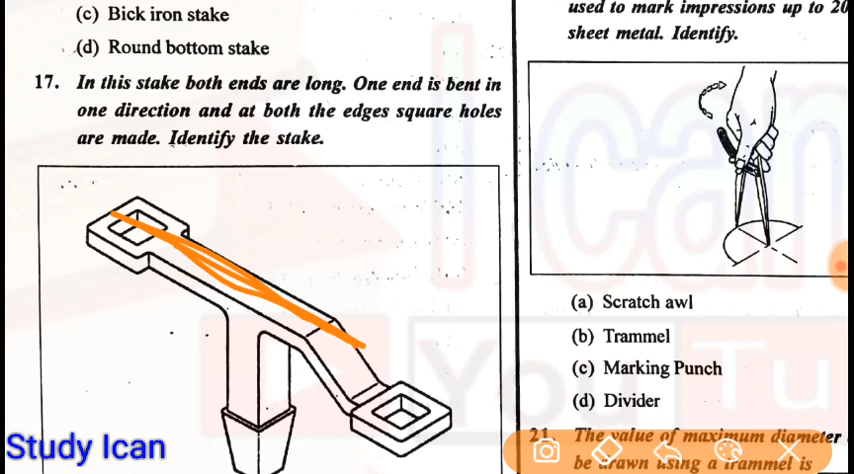 (c) Bick iron stake
(d) Round bottom stake
17. In this stake both ends are long. One end is bent in
one direction and at both the edges square holes
are made. Identify the stake.
Study Ican
used to mark impressions up to 20
sheet metal. Identify.
(a) Scratch awl
(b) Trammel
(c) Marking Punch
(d) Divider
21. The value of maximum diameter
be drawn using a trammel is
I can
You Tu